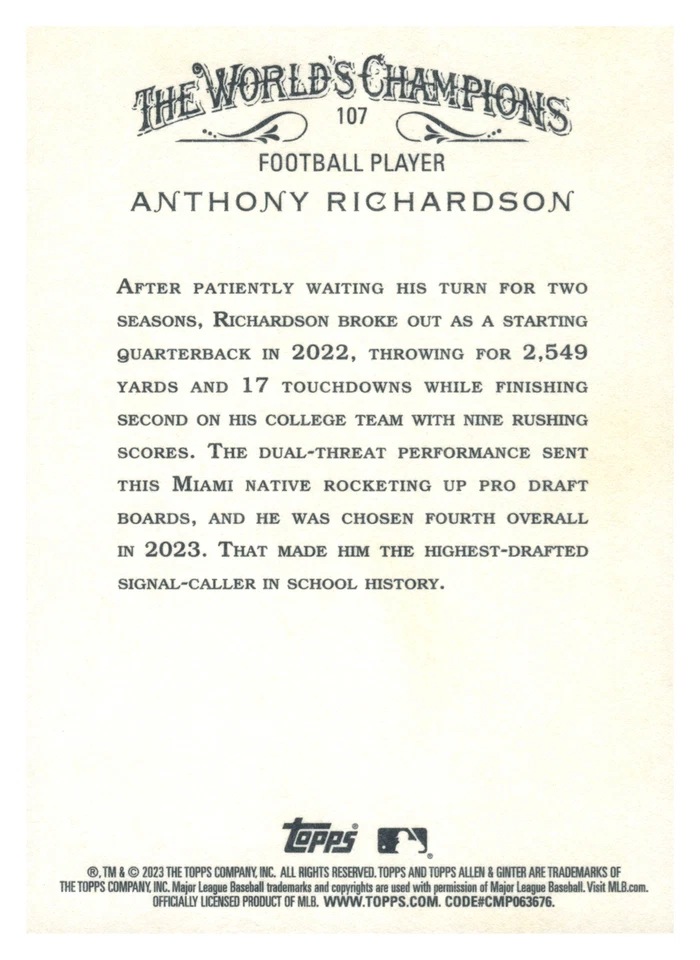 THE WORLD'S CHAMPIONS
107
FOOTBALL PLAYER
ANTHONY RICHARDSON
AFTER PATIENTLY WAITING HIS TURN FOR TWO
SEASONS, RICHARDSON BROKE OUT AS A STARTING
QUARTERBACK IN 2022, THROWING FOR 2,549
YARDS AND 17 TOUCHDOWNS WHILE FINISHING
SECOND ON HIS COLLEGE TEAM WITH NINE RUSHING
SCORES. THE DUAL-THREAT PERFORMANCE SENT
THIS MIAMI NATIVE ROCKETING UP PRO DRAFT
BOARDS, AND HE WAS CHOSEN FOURTH OVERALL
IN 2023. THAT MADE HIM THE HIGHEST-DRAFTED
SIGNAL-CALLER IN SCHOOL HISTORY.
topps® ®
®, TM & © 2023 THE TOPPS COMPANY, INC. ALL RIGHTS RESERVED. TOPPS AND TOPPS ALLEN & GINTER ARE TRADEMARKS OF
THE TOPPS COMPANY, INC. Major League Baseball trademarks and copyrights are used with permission of Major League Baseball. Visit MLB.com.
OFFICIALLY LICENSED PRODUCT OF MLB. WWW.TOPPS.COM. CODE#CMP063676.